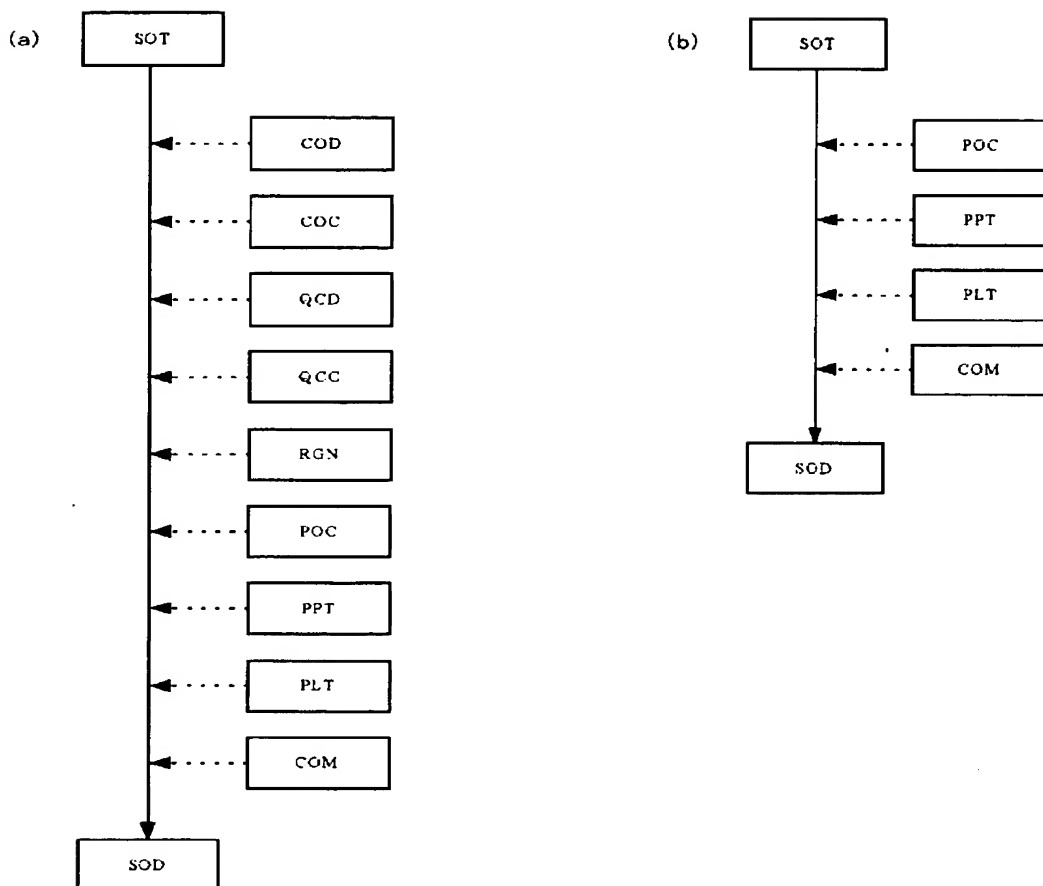 (a)
SOT
COD
COC
QCD
QCC
RGN
POC
PPT
PLT
COM
SOD
(b)
SOT
POC
PPT
PLT
COM
SOD